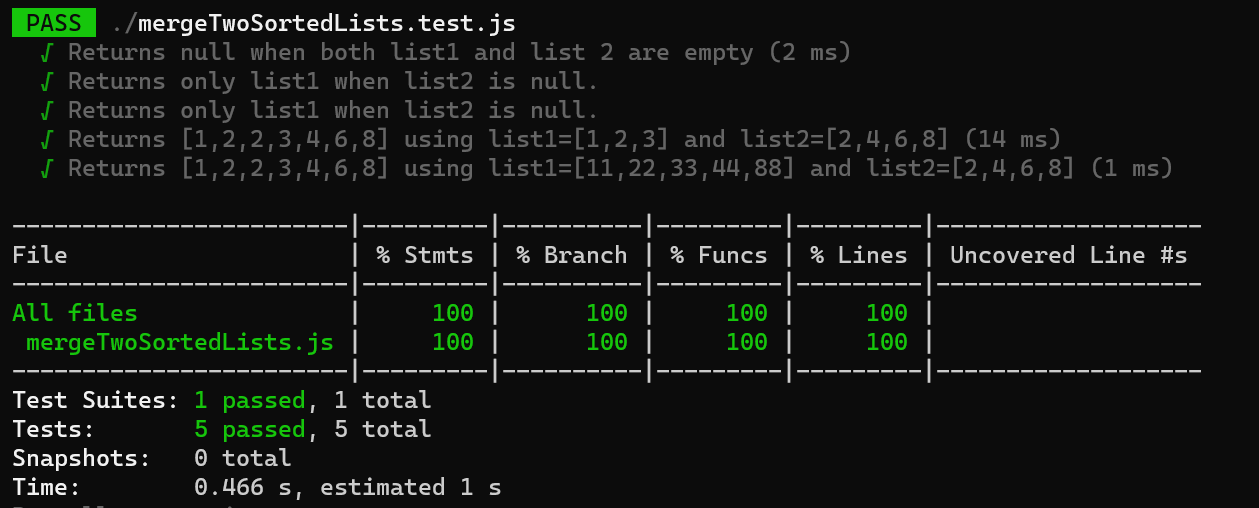 PASS ./mergeTwoSortedLists.test.js
√ Returns null when both list1 and list 2 are empty (2 ms)
√ Returns only list1 when list2 is null.
√ Returns only list1 when list2 is null.
√ Returns [1,2,2,3,4,6,8] using list1=[1,2,3] and list2=[2,4,6,8] (14 ms)
√ Returns [1,2,2,3,4,6,8] using list1=[11,22,33,44,88] and list2=[2,4,6,8] (1 ms)
------------------------|---------|----------|---------|---------|-------------------
File                    | % Stmts | % Branch | % Funcs | % Lines | Uncovered Line #s
------------------------|---------|----------|---------|---------|-------------------
All files               |     100 |      100 |     100 |     100 |
 mergeTwoSortedLists.js |     100 |      100 |     100 |     100 |
------------------------|---------|----------|---------|---------|-------------------
Test Suites: 1 passed, 1 total
Tests:       5 passed, 5 total
Snapshots:   0 total
Time:        0.466 s, estimated 1 s